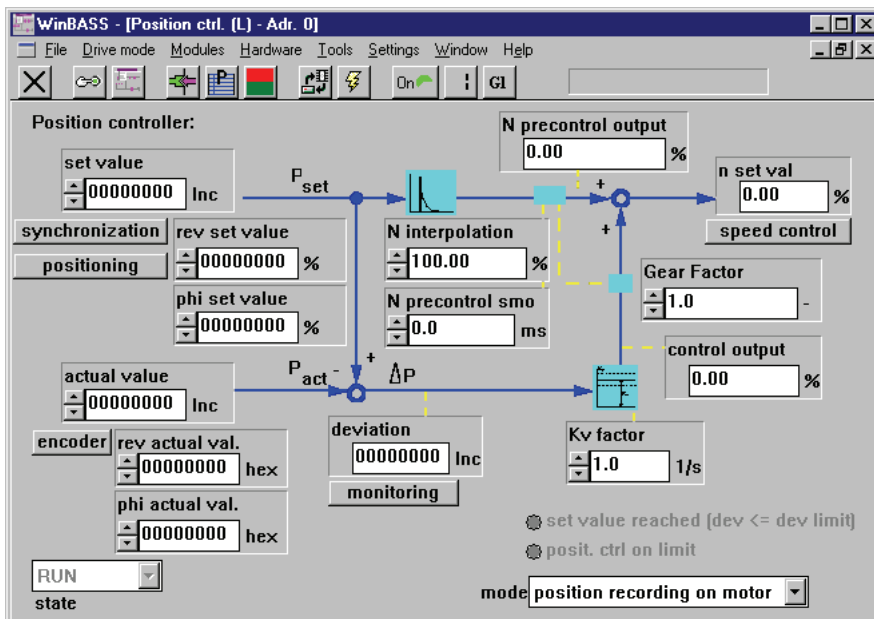 WinBASS - [Position ctrl. (L) - Adr. 0]
File Drive mode Modules Hardware Tools Settings Window Help
P On G1
Position controller:
N precontrol output
0.00 %
set value
00000000 Inc
Pset
+
n set val
0.00 %
synchronization
rev set value
00000000 %
N interpolation
100.00 %
+
speed control
positioning
Gear Factor
1.0 -
phi set value
00000000 %
N precontrol smo
0.0 ms
control output
0.00 %
actual value
00000000 Inc
Pact - + ΔP
encoder
rev actual val.
00000000 hex
deviation
00000000 Inc
Kv factor
1.0 1/s
monitoring
phi actual val.
00000000 hex
set value reached (dev <= dev limit)
posit. ctrl on limit
RUN
state
mode position recording on motor